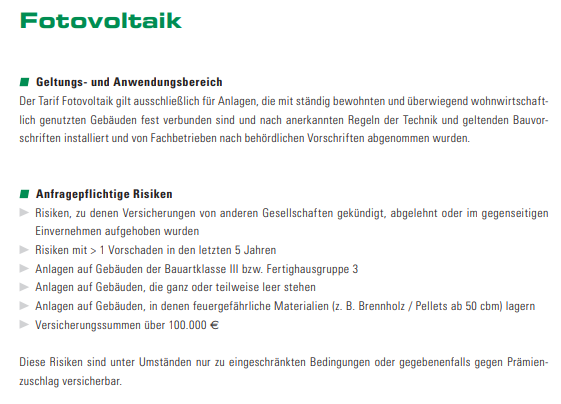 Fotovoltaik
Geltungs- und Anwendungsbereich
Der Tarif Fotovoltaik gilt ausschließlich für Anlagen, die mit ständig bewohnten und überwiegend wohnwirtschaft-
lich genutzten Gebäuden fest verbunden sind und nach anerkannten Regeln der Technik und geltenden Bauvor-
schriften installiert und von Fachbetrieben nach behördlichen Vorschriften abgenommen wurden.
Anfragepflichtige Risiken
Risiken, zu denen Versicherungen von anderen Gesellschaften gekündigt, abgelehnt oder im gegenseitigen
Einvernehmen aufgehoben wurden
Risiken mit > 1 Vorschaden in den letzten 5 Jahren
Anlagen auf Gebäuden der Bauartklasse III bzw. Fertighausgruppe 3
Anlagen auf Gebäuden, die ganz oder teilweise leer stehen
Anlagen auf Gebäuden, in denen feuergefährliche Materialien (z. B. Brennholz / Pellets ab 50 cbm) lagern
Versicherungssummen über 100.000 €
Diese Risiken sind unter Umständen nur zu eingeschränkten Bedingungen oder gegebenenfalls gegen Prämien-
zuschlag versicherbar.